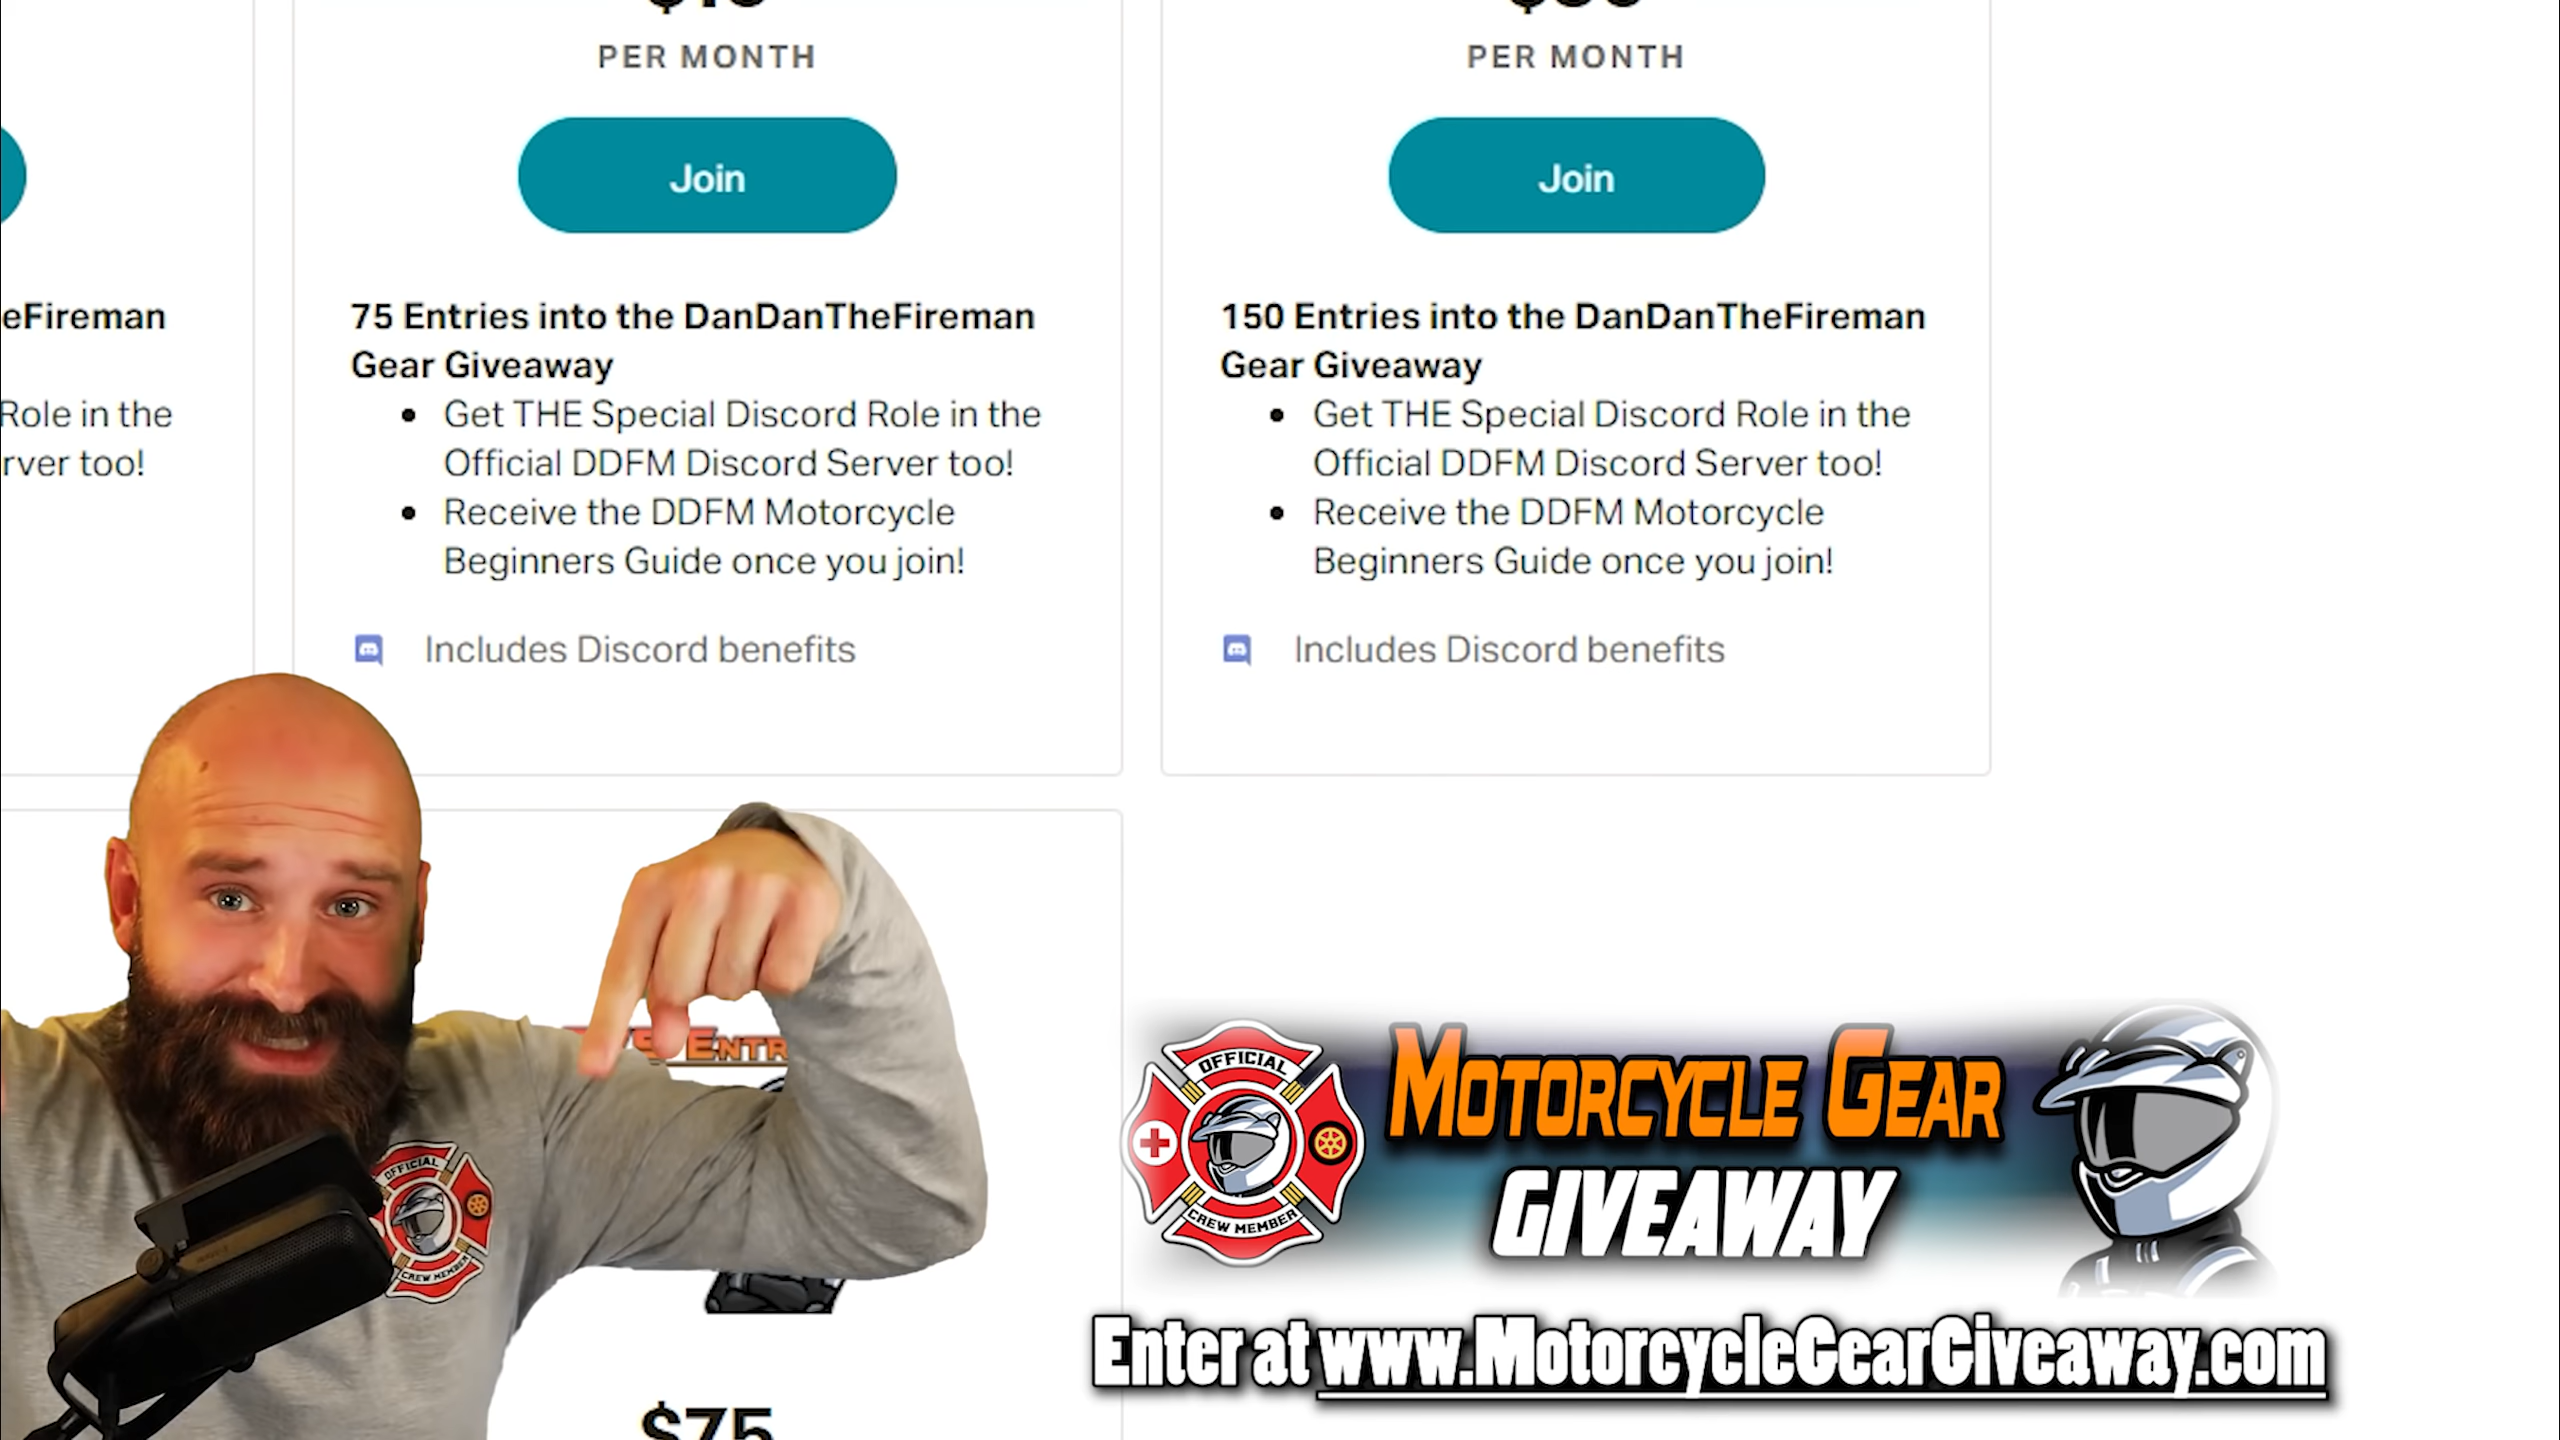 PER MONTH
Join
eFireman
Role in the
rver too!
75 Entries into the DanDanTheFireman
Gear Giveaway
• Get THE Special Discord Role in the
Official DDFM Discord Server too!
• Receive the DDFM Motorcycle
Beginners Guide once you join!
Includes Discord benefits
PER MONTH
Join
150 Entries into the DanDanTheFireman
Gear Giveaway
• Get THE Special Discord Role in the
Official DDFM Discord Server too!
• Receive the DDFM Motorcycle
Beginners Guide once you join!
Includes Discord benefits
ENTR
OFFICIAL
CREW MEMBER
$75
OFFICIAL
CREW MEMBER
MOTORCYCLE GEAR
GIVEAWAY
Enter at www.MotorcycleGearGiveaway.com